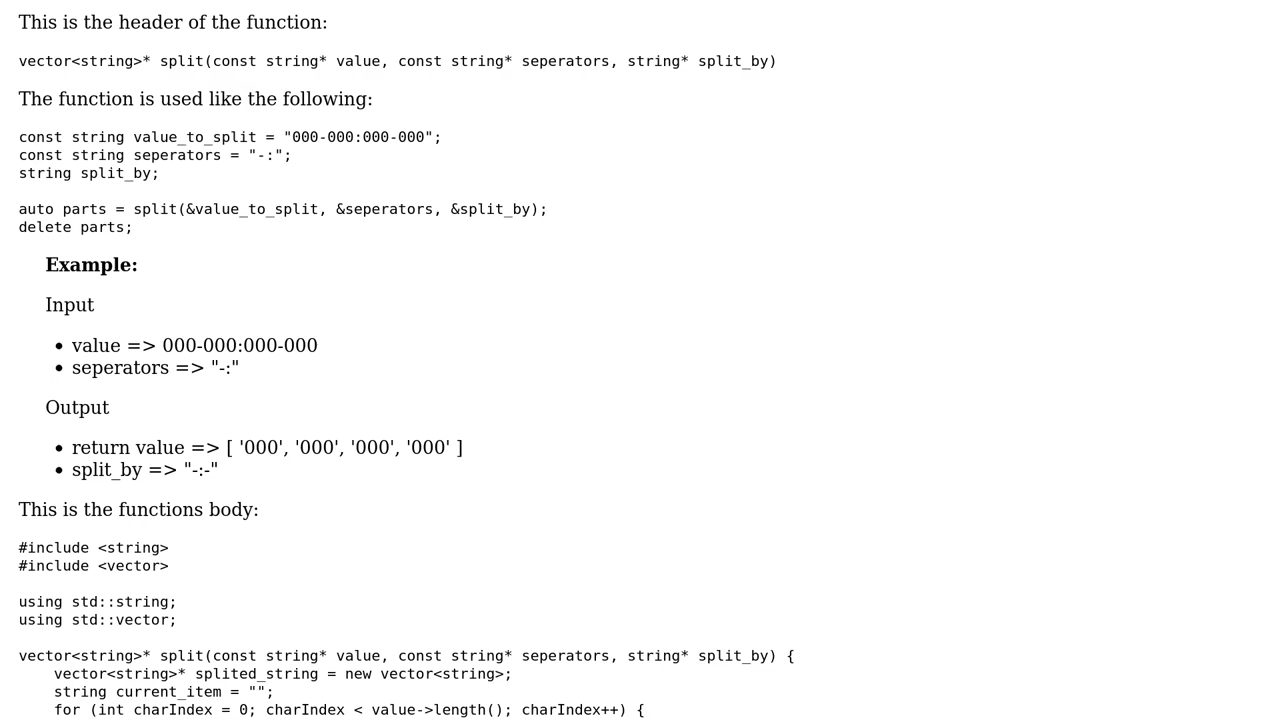 This is the header of the function:
vector<string>* split(const string* value, const string* seperators, string* split_by)
The function is used like the following:
const string value_to_split = "000-000:000-000";
const string seperators = "-:";
string split_by;
auto parts = split(&value_to_split, &seperators, &split_by);
delete parts;
Example:
Input
• value => 000-000:000-000
• seperators => "-:"
Output
• return value => [ '000', '000', '000', '000' ]
• split_by => "-:-"
This is the functions body:
#include <string>
#include <vector>
using std::string;
using std::vector;
vector<string>* split(const string* value, const string* seperators, string* split_by) {
    vector<string>* splited_string = new vector<string>;
    string current_item = "";
    for (int charIndex = 0; charIndex < value->length(); charIndex++) {